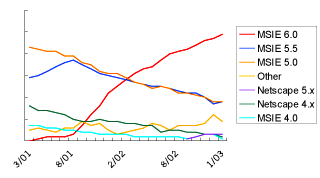 MSIE 6.0
MSIE 5.5
MSIE 5.0
Other
Netscape 5.x
Netscape 4.x
MSIE 4.0
3/01
8/01
2/02
8/02
1/03